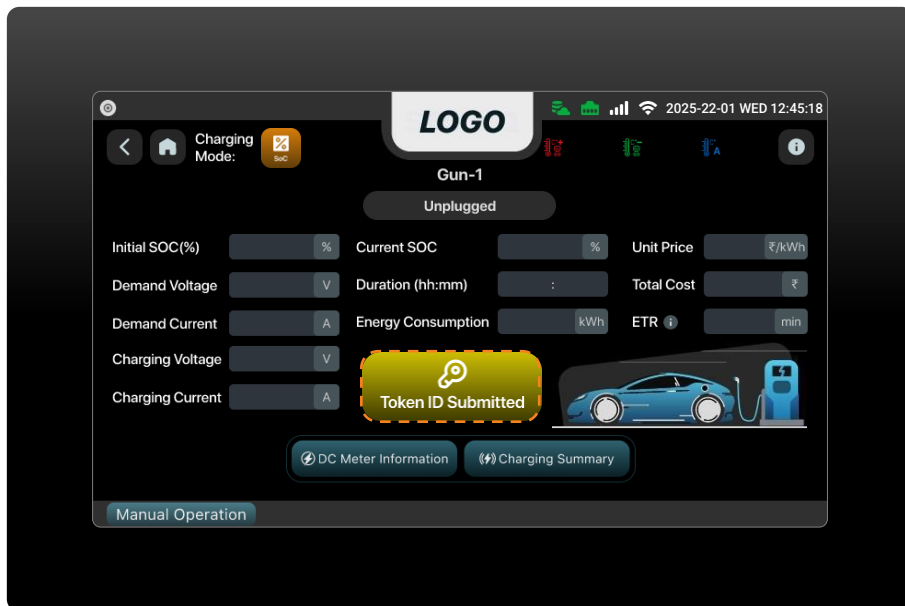 LOGO
2025-22-01 WED 12:45:18
Charging
Mode:
SoC
A
Gun-1
Unplugged
Initial SOC(%) % Current SOC % Unit Price ₹/kWh
Demand Voltage V Duration (hh:mm) : Total Cost ₹
Demand Current A Energy Consumption kWh ETR min
Charging Voltage V
Charging Current A
Token ID Submitted
DC Meter Information Charging Summary
Manual Operation